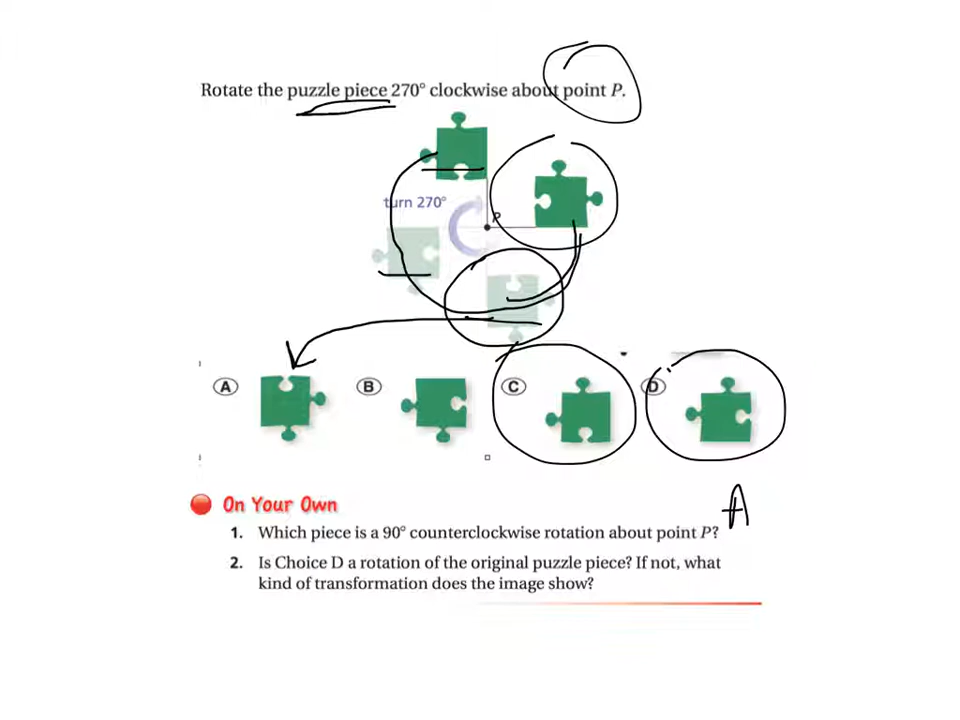 Rotate the puzzle piece 270° clockwise about point P.
turn 270°
P
A B C D
On Your Own
A
1. Which piece is a 90° counterclockwise rotation about point P?
2. Is Choice D a rotation of the original puzzle piece? If not, what
kind of transformation does the image show?